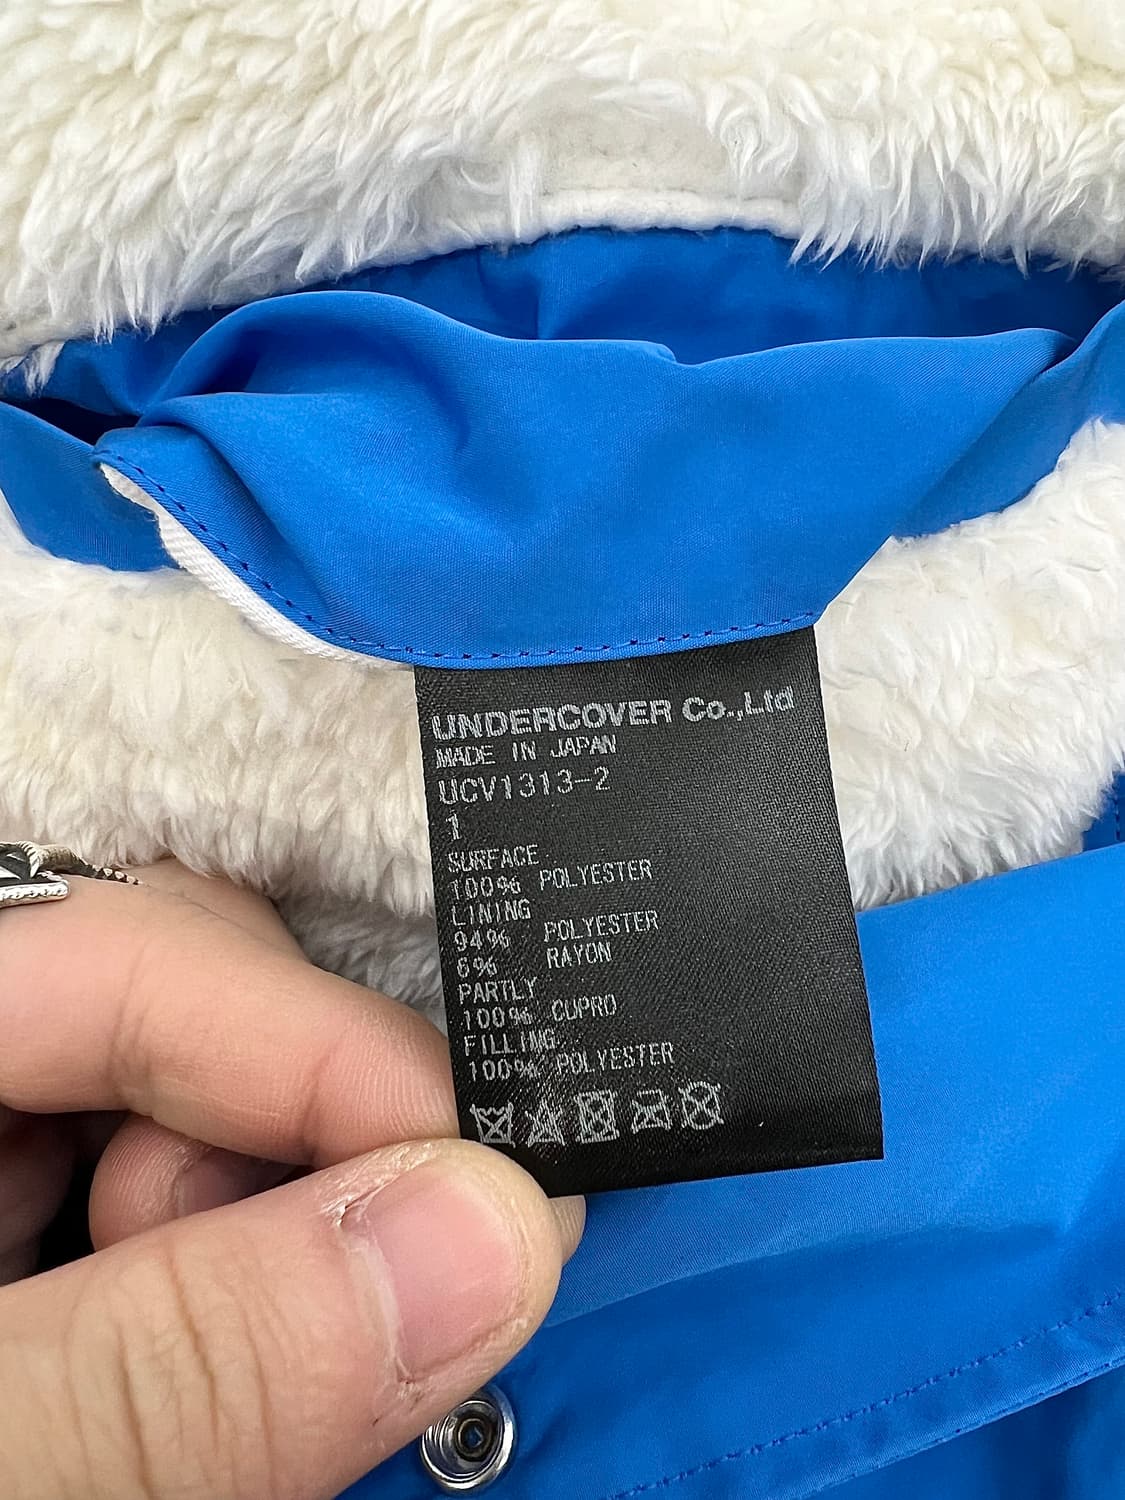 UNDERCOVER Co.,Ltd
MADE IN JAPAN
UCV1313-2
1
SURFACE
100% POLYESTER
LINING
94% POLYESTER
6% RAYON
PARTLY
100% CUPRO
FILLING
100% POLYESTER